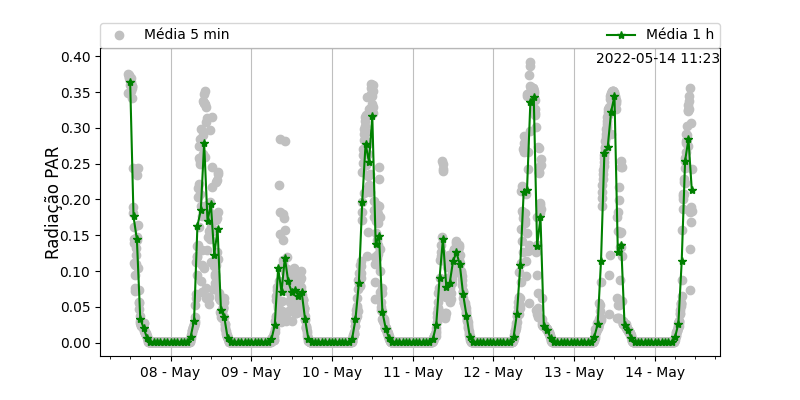 Média 5 min
Média 1 h
2022-05-14 11:23
Radiação PAR
0.40
0.35
0.30
0.25
0.20
0.15
0.10
0.05
0.00
08 - May
09 - May
10 - May
11 - May
12 - May
13 - May
14 - May